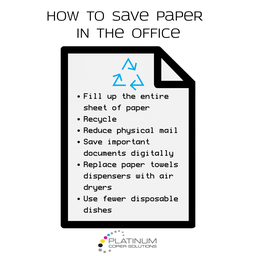 HOW TO SAVE PAPER
IN THE OFFICE
• Fill up the entire
sheet of paper
• Recycle
• Reduce physical mail
• Save important
documents digitally
• Replace paper towels
dispensers with air
dryers
• Use fewer disposable
dishes
PLATINUM
COPIER SOLUTIONS